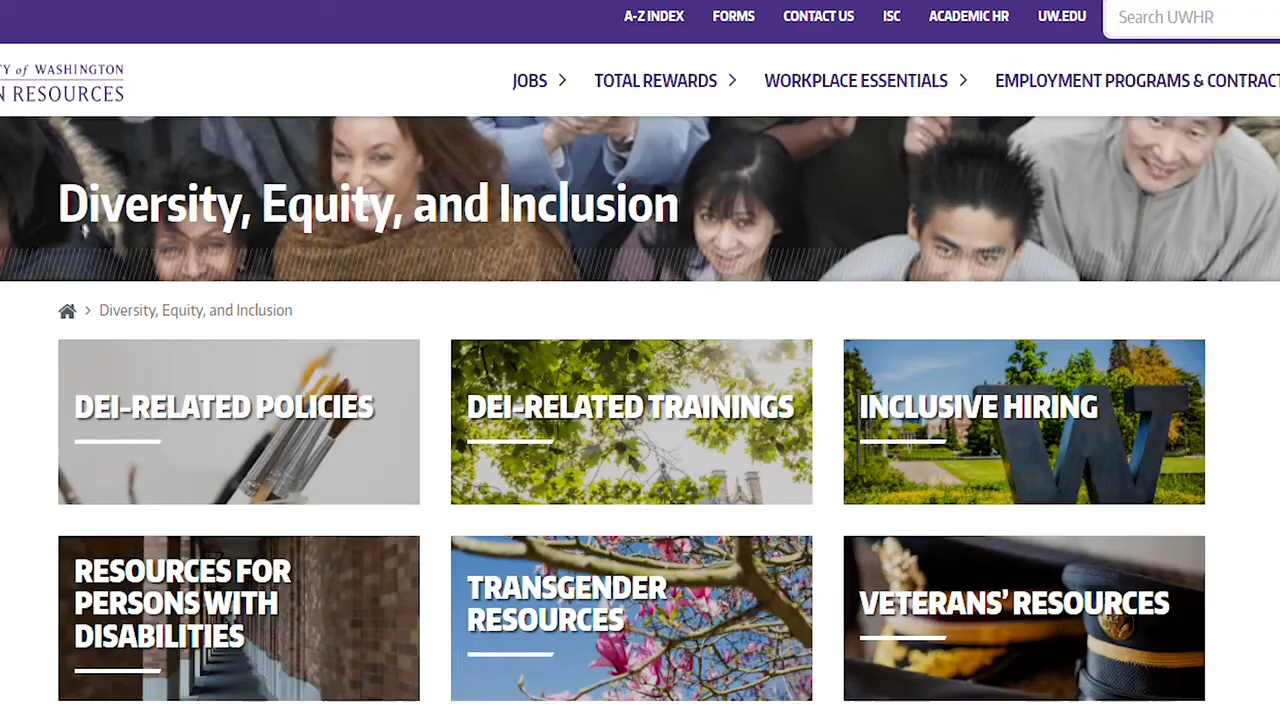 A-Z INDEX FORMS CONTACT US ISC ACADEMIC HR UW.EDU Search UWHR
Y of WASHINGTON
N RESOURCES
JOBS TOTAL REWARDS WORKPLACE ESSENTIALS EMPLOYMENT PROGRAMS & CONTRACT
Diversity, Equity, and Inclusion
Diversity, Equity, and Inclusion
DEI-RELATED POLICIES
DEI-RELATED TRAININGS
INCLUSIVE HIRING
W
RESOURCES FOR
PERSONS WITH
DISABILITIES
TRANSGENDER
RESOURCES
VETERANS' RESOURCES